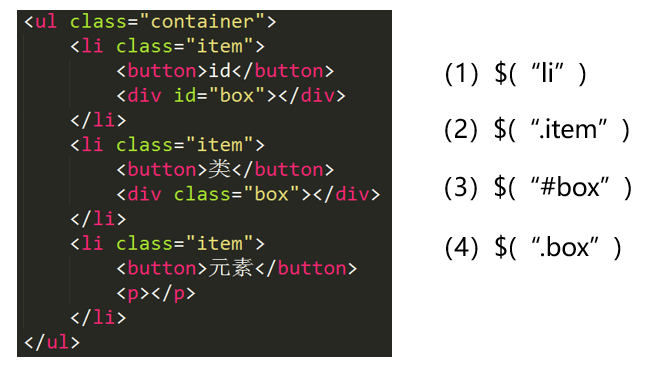 <ul class="container">
<li class="item">
<button>id</button>
<div id="box"></div>
</li>
<li class="item">
<button>类</button>
<div class="box"></div>
</li>
<li class="item">
<button>元素</button>
<p></p>
</li>
</ul>
(1) $( “li” )
(2) $( “.item” )
(3) $( “#box” )
(4) $( “.box” )